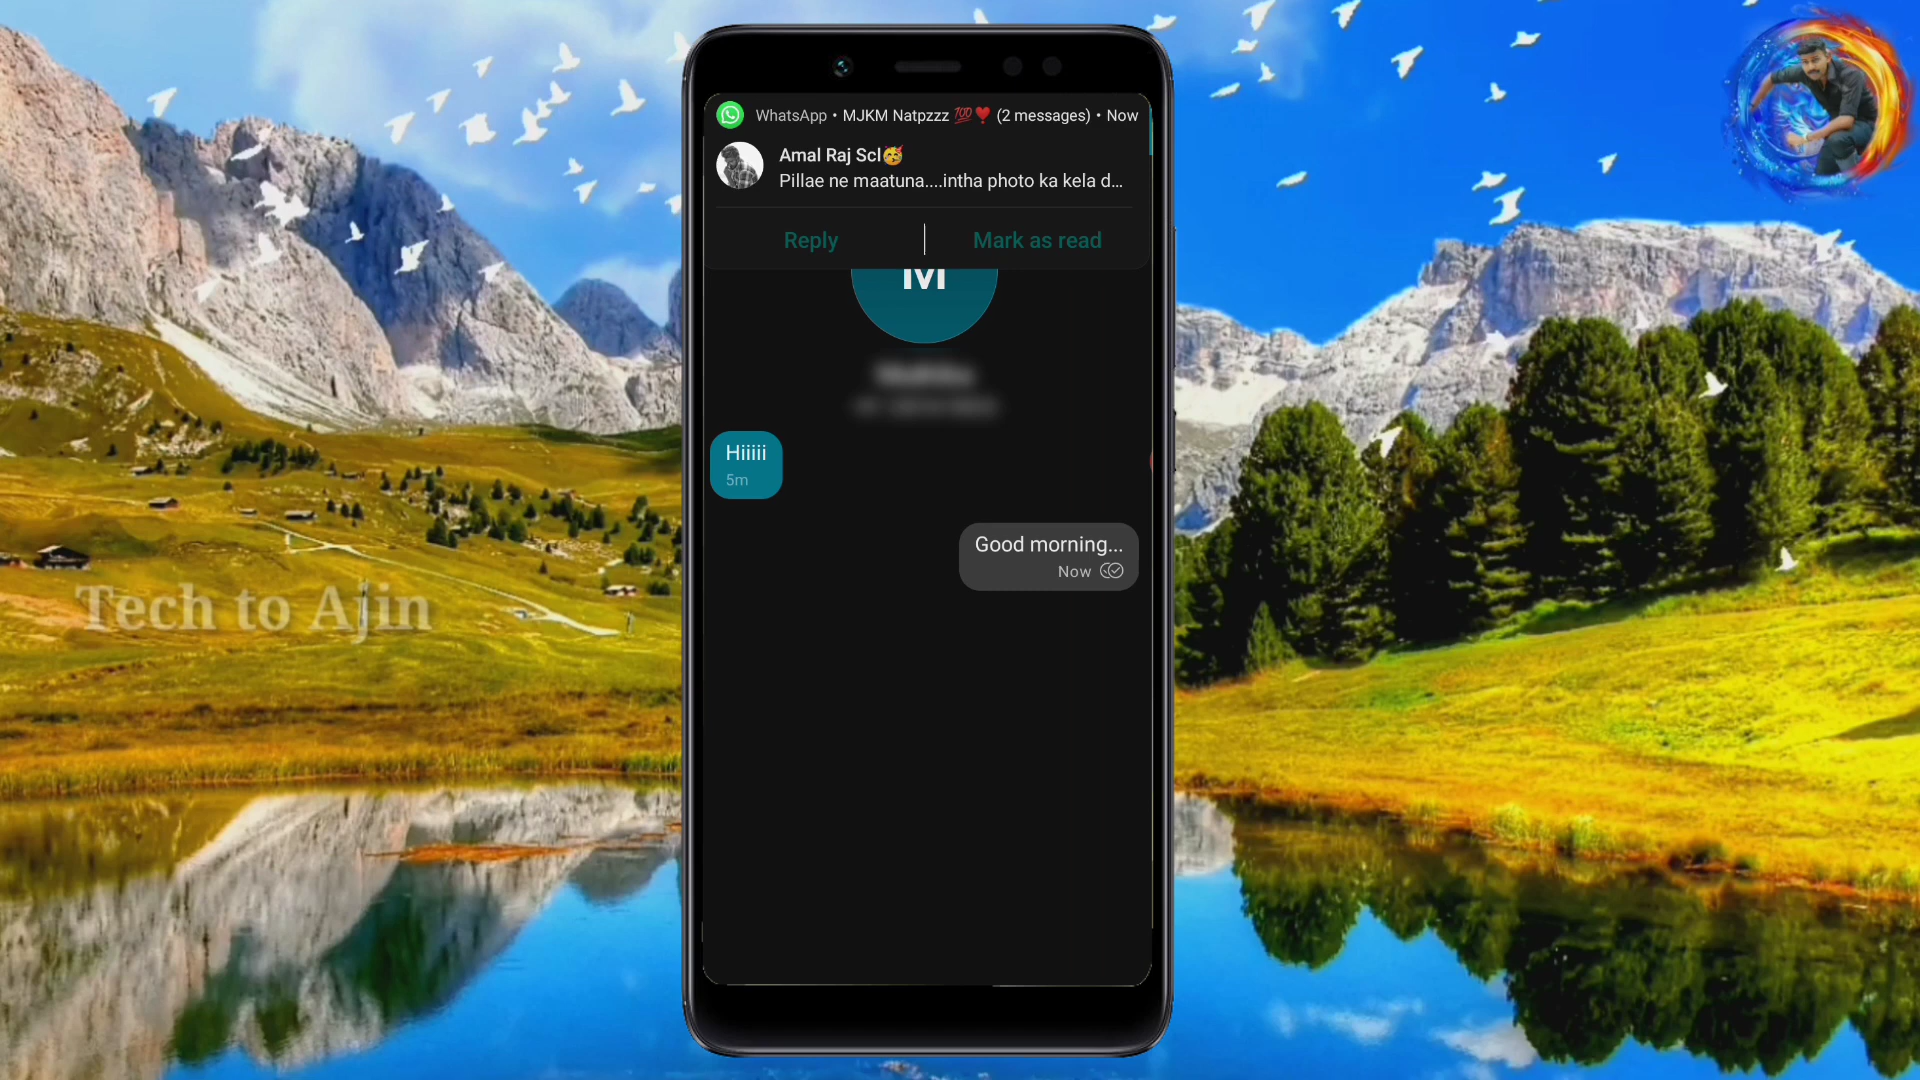 WhatsApp • MJKM Natpzzz 💯❤️ (2 messages) • Now
Amal Raj Scl🥳
Pillae ne maatuna....intha photo ka kela d...
Reply
Mark as read
M
Hiiiii
5m
Good morning...
Now
Tech to Ajin